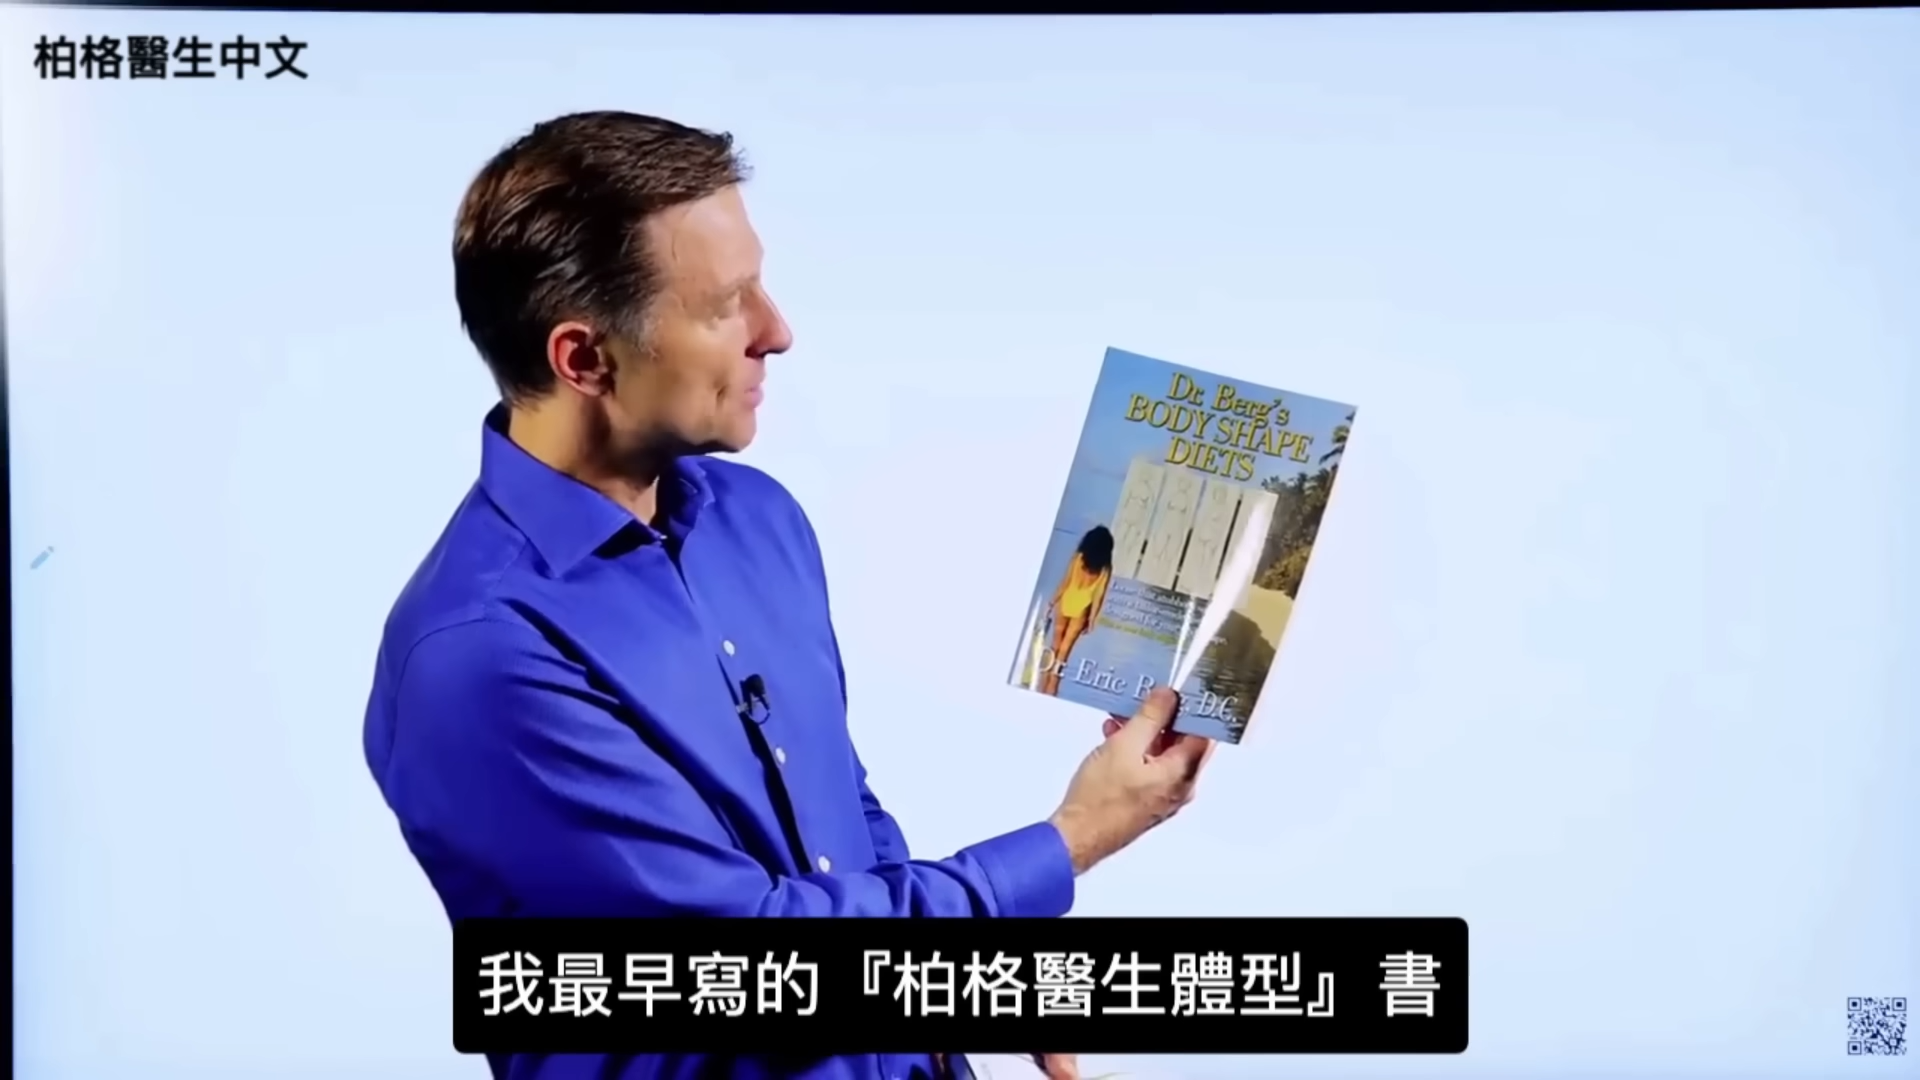 柏格醫生中文
Dr. Berg's
BODY SHAPE
DIETS
Dr. Eric B
D.C.
我最早寫的『柏格醫生體型』書